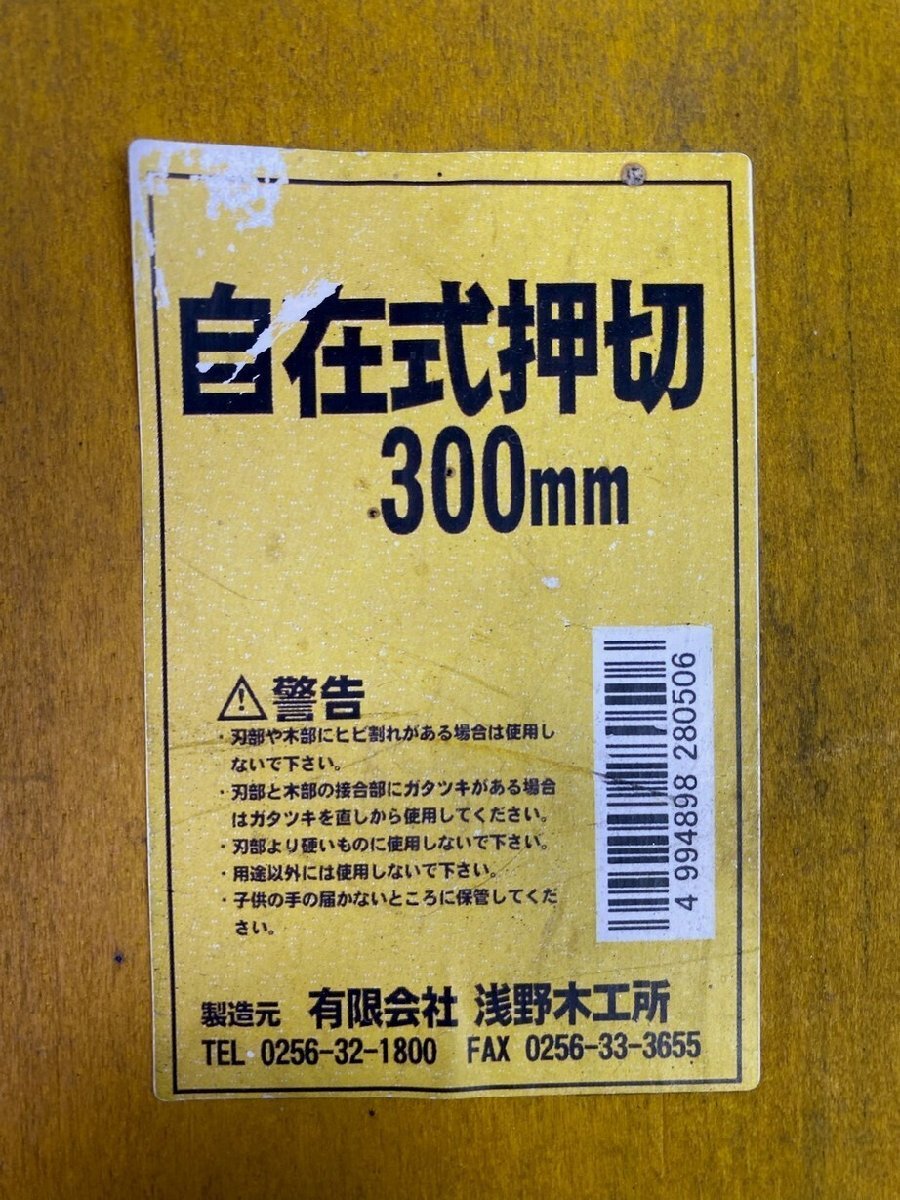 自在式押切
300mm
警告
・刃部や木部にヒビ割れがある場合は使用し
ないで下さい。
・刃部と木部の接合部にガタツキがある場合
はガタツキを直しから使用してください。
・刃部より硬いものに使用しないで下さい。
・用途以外には使用しないで下さい。
・子供の手の届かないところに保管してくだ
さい。
4 994898 280506
製造元 有限会社 浅野木工所
TEL 0256-32-1800 FAX 0256-33-3655